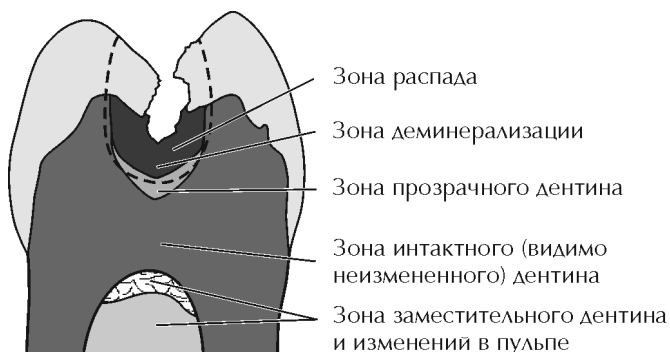 Зона распада
Зона деминерализации
Зона прозрачного дентина
Зона интактного (видимо
неизмененного) дентина
Зона заместительного дентина
и изменений в пульпе